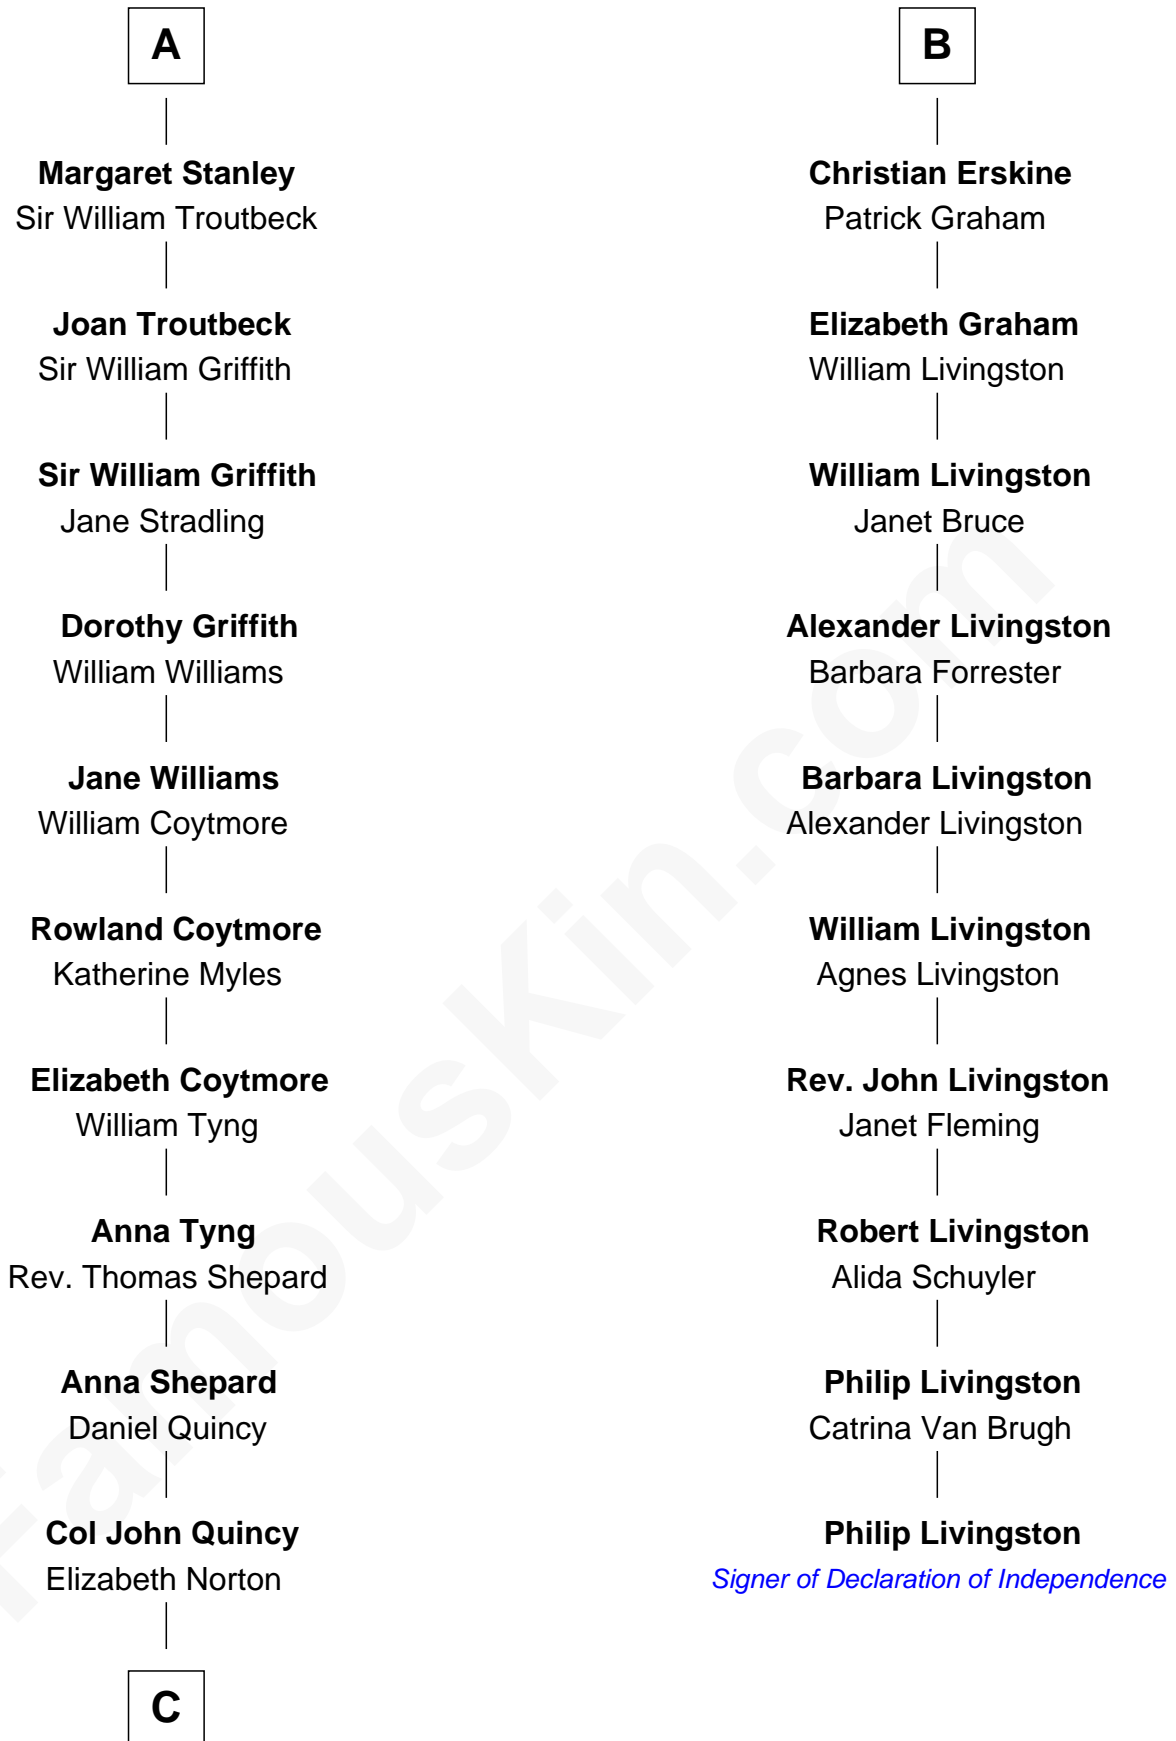 A
Margaret Stanley
Sir William Troutbeck
Joan Troutbeck
Sir William Griffith
Sir William Griffith
Jane Stradling
Dorothy Griffith
William Williams
Jane Williams
William Coytmore
Rowland Coytmore
Katherine Myles
Elizabeth Coytmore
William Tyng
Anna Tyng
Rev. Thomas Shepard
Anna Shepard
Daniel Quincy
Col John Quincy
Elizabeth Norton
C
B
Christian Erskine
Patrick Graham
Elizabeth Graham
William Livingston
William Livingston
Janet Bruce
Alexander Livingston
Barbara Forrester
Barbara Livingston
Alexander Livingston
William Livingston
Agnes Livingston
Rev. John Livingston
Janet Fleming
Robert Livingston
Alida Schuyler
Philip Livingston
Catrina Van Brugh
Philip Livingston
Signer of Declaration of Independence
FamousKin.com